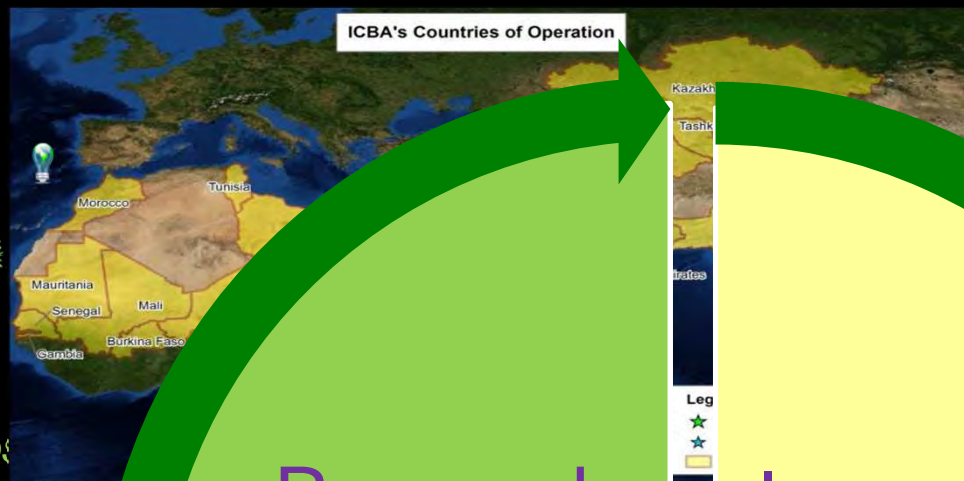 ICBA's Countries of Operation
Kazakh
Tashk
Tunisia
Morocco
irates
Mauritania
Mali
Senegal
Burkina Faso
Gambia
Leg